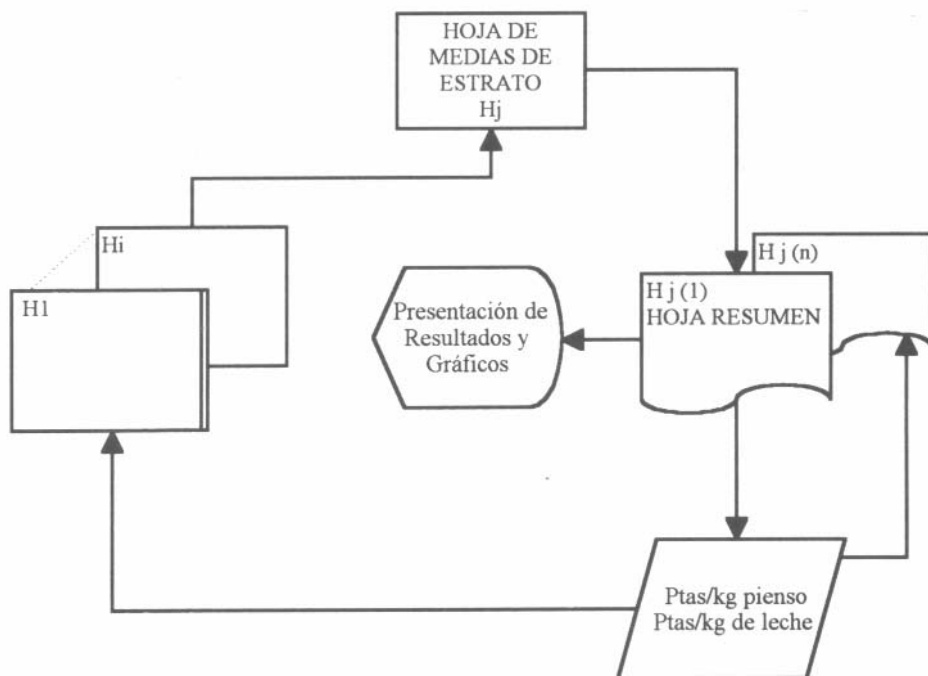 HOJA DE
MEDIAS DE
ESTRATO
Hj
Hi
H1
Presentación de
Resultados y
Gráficos
H j (n)
H j (1)
HOJA RESUMEN
Ptas/kg pienso
Ptas/kg de leche